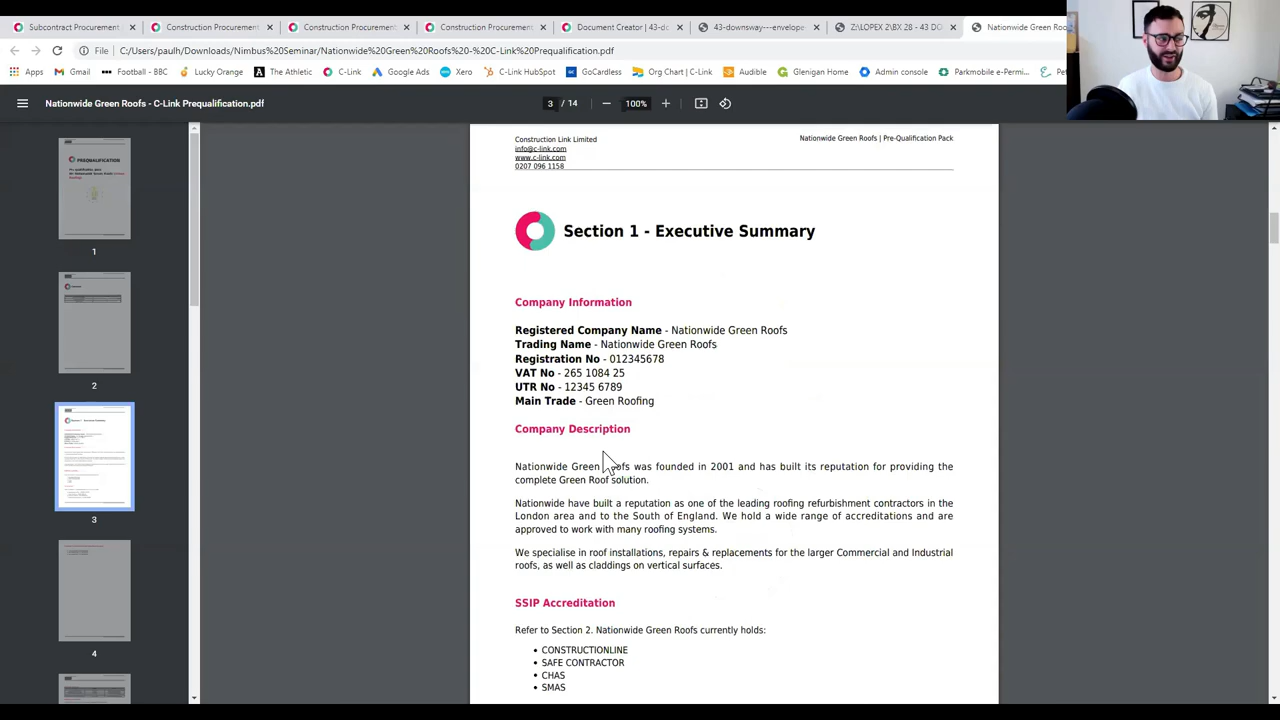 Subcontract Procurement
Construction Procurement
Construction Procurement
Construction Procurement
Document Creator | 43-d
43-downsway---envelope
Z:\LOPEX 2\BX 28 - 43 DO
Nationwide Green Roo
File
C:/Users/paulh/Downloads/Nimbus%20Seminar/Nationwide%20Green%20Roofs%20-%20C-Link%20Prequalification.pdf
Apps
Gmail
Football - BBC
Lucky Orange
The Athletic
C-Link
Google Ads
Xero
C-Link HubSpot
GoCardless
Org Chart | C-Link
Audible
Glenigan Home
Admin console
Parkmobile e-Permi...
Nationwide Green Roofs - C-Link Prequalification.pdf
3 / 14
100%
PREQUALIFICATION
1
2
3
4
Construction Link Limited
info@c-link.com
www.c-link.com
0207 096 1158
Nationwide Green Roofs | Pre-Qualification Pack
Section 1 - Executive Summary
Company Information
Registered Company Name - Nationwide Green Roofs
Trading Name - Nationwide Green Roofs
Registration No - 012345678
VAT No - 265 1084 25
UTR No - 12345 6789
Main Trade - Green Roofing
Company Description
Nationwide Green Roofs was founded in 2001 and has built its reputation for providing the
complete Green Roof solution.
Nationwide have built a reputation as one of the leading roofing refurbishment contractors in the
London area and to the South of England. We hold a wide range of accreditations and are
approved to work with many roofing systems.
We specialise in roof installations, repairs & replacements for the larger Commercial and Industrial
roofs, as well as claddings on vertical surfaces.
SSIP Accreditation
Refer to Section 2. Nationwide Green Roofs currently holds:
• CONSTRUCTIONLINE
• SAFE CONTRACTOR
• CHAS
• SMAS